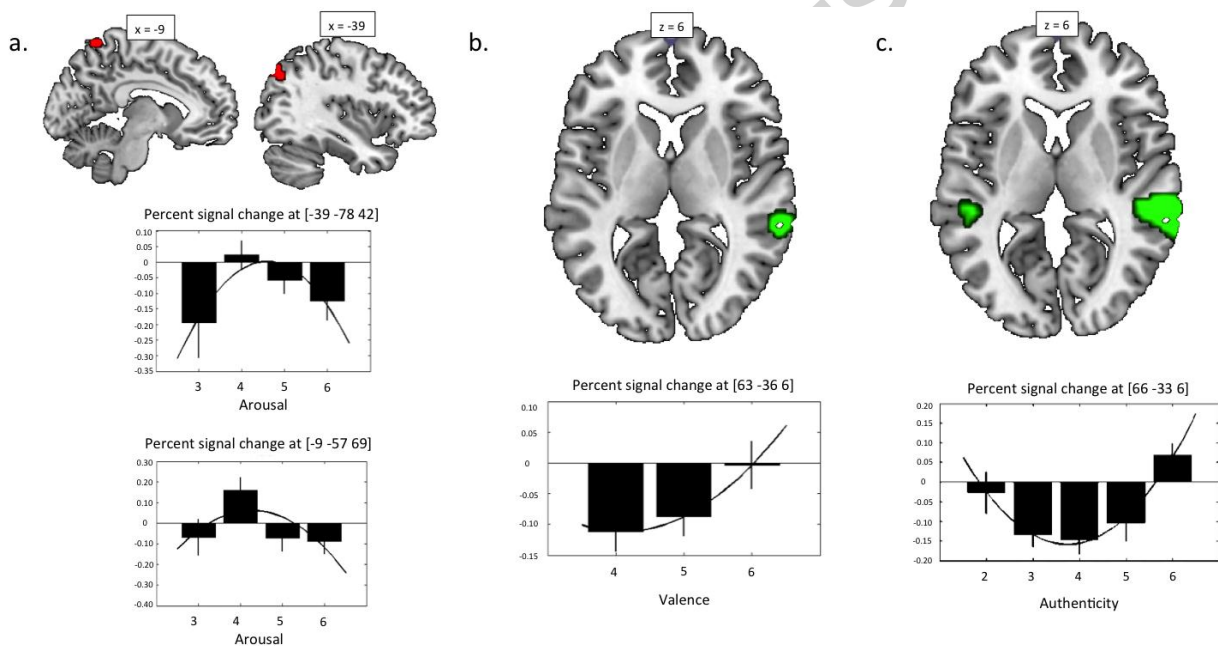 a.
x = -9
x = -39
Percent signal change at [-39 -78 42]
0.10
0.05
0
-0.05
-0.10
-0.15
-0.20
-0.25
-0.30
-0.35
3 4 5 6
Arousal
Percent signal change at [-9 -57 69]
0.30
0.20
0.10
0
-0.10
-0.20
-0.30
-0.40
3 4 5 6
Arousal
b.
z = 6
Percent signal change at [63 -36 6]
0.10
0.05
0
-0.05
-0.10
-0.15
4 5 6
Valence
c.
z = 6
Percent signal change at [66 -33 6]
0.20
0.15
0.10
0.05
0
-0.05
-0.10
-0.15
-0.20
2 3 4 5 6
Authenticity